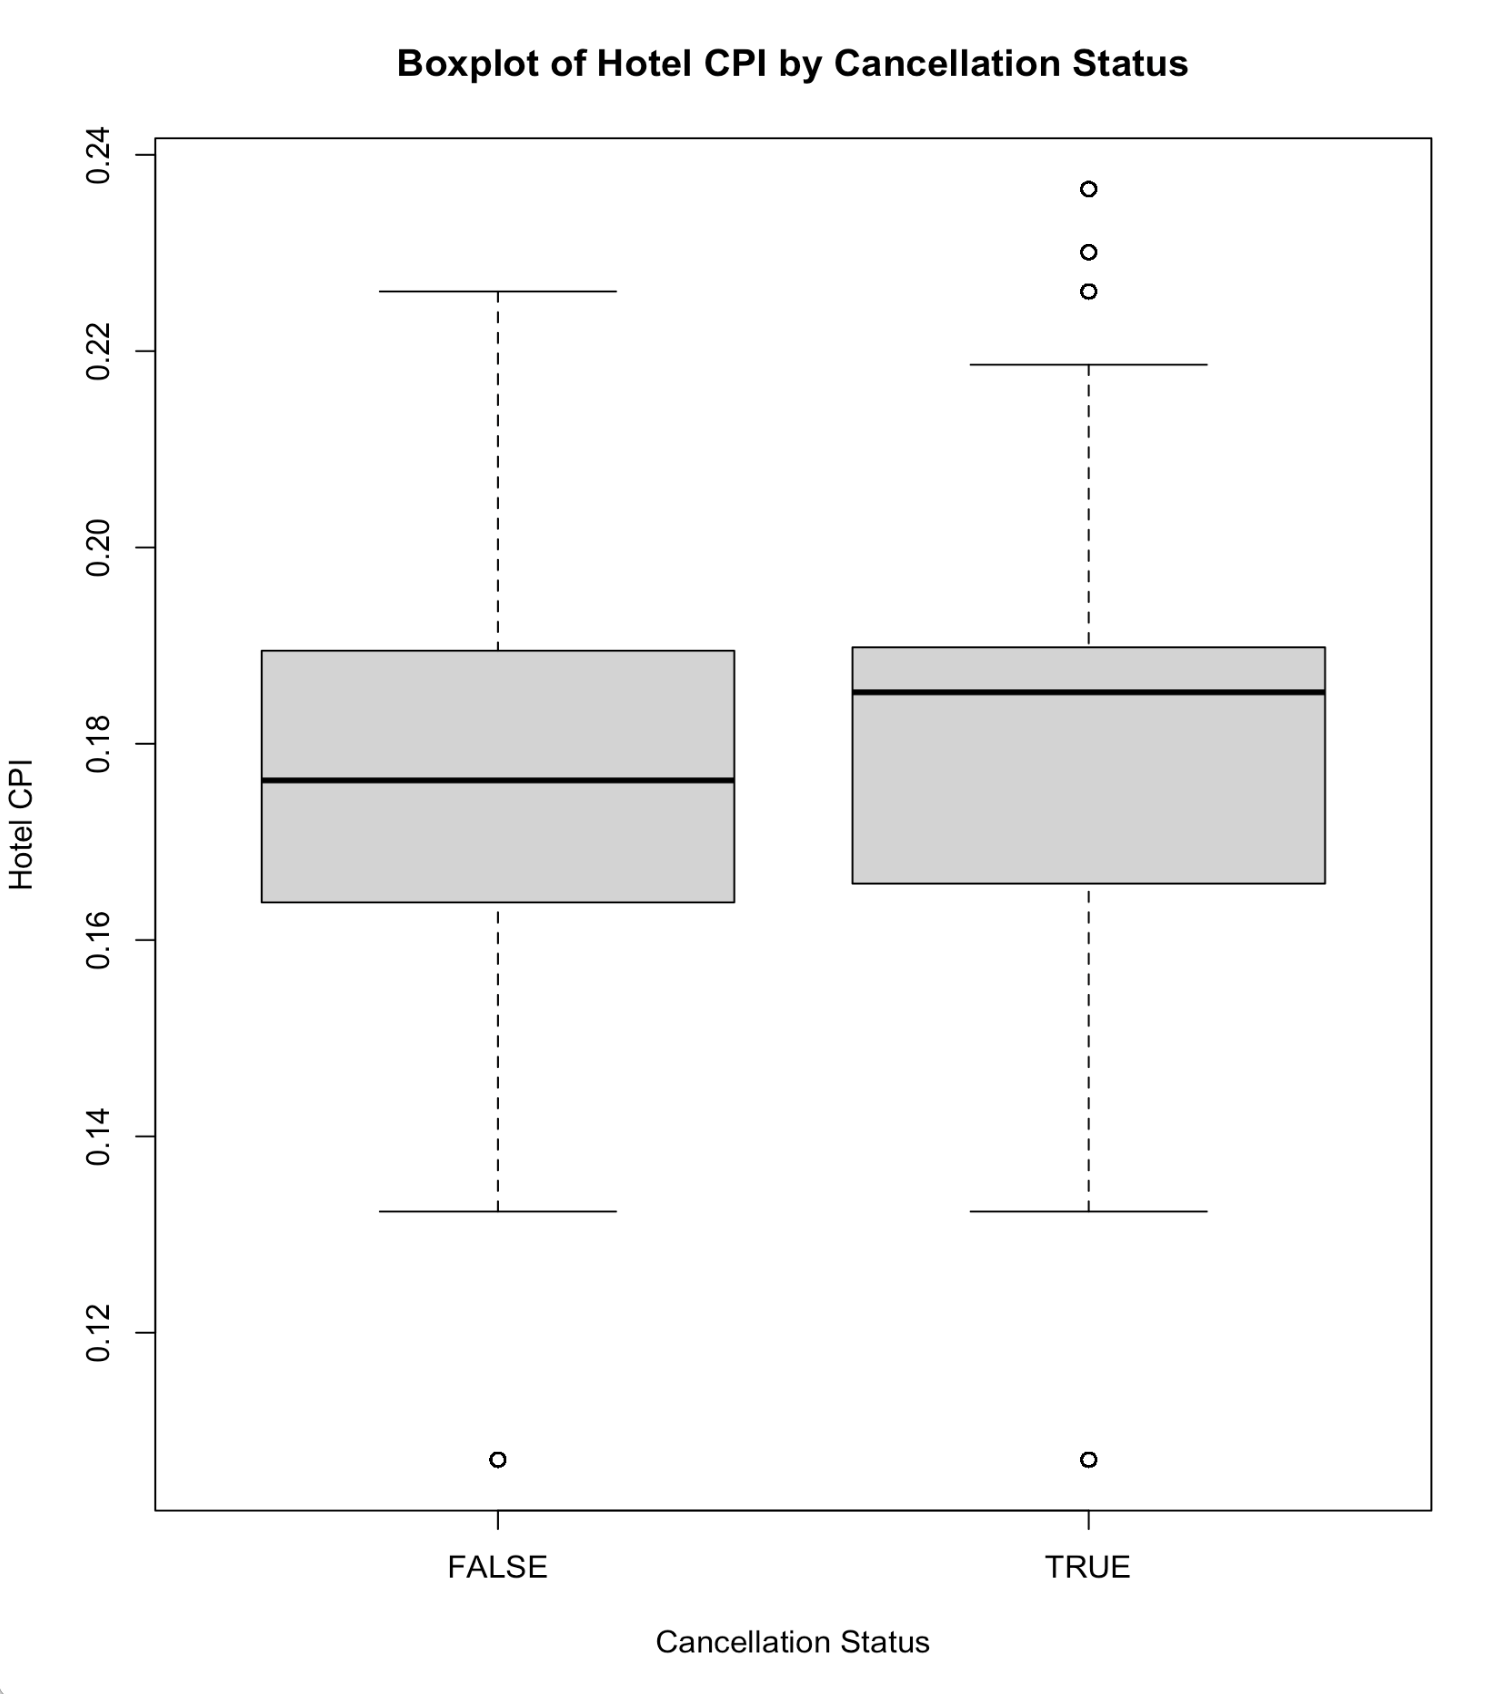 Boxplot of Hotel CPI by Cancellation Status
0.24
0.22
0.20
0.18
0.16
0.14
0.12
Hotel CPI
FALSE TRUE
Cancellation Status